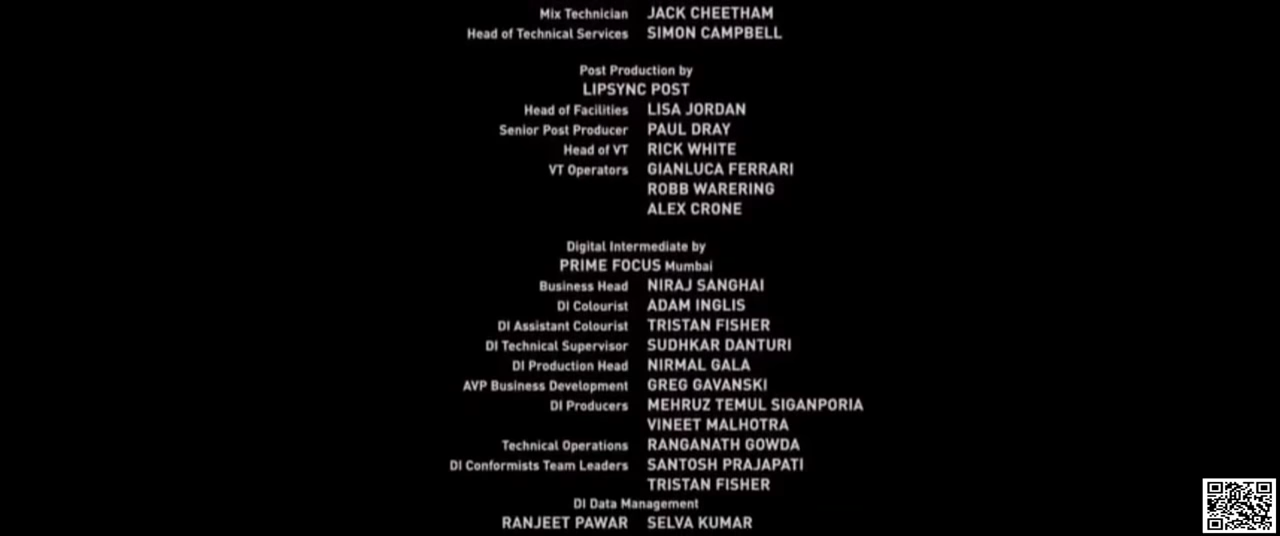 Mix Technician JACK CHEETHAM
Head of Technical Services SIMON CAMPBELL
Post Production by
LIPSYNC POST
Head of Facilities LISA JORDAN
Senior Post Producer PAUL DRAY
Head of VT RICK WHITE
VT Operators GIANLUCA FERRARI
ROBB WARERING
ALEX CRONE
Digital Intermediate by
PRIME FOCUS Mumbai
Business Head NIRAJ SANGHAI
DI Colourist ADAM INGLIS
DI Assistant Colourist TRISTAN FISHER
DI Technical Supervisor SUDHKAR DANTURI
DI Production Head NIRMAL GALA
AVP Business Development GREG GAVANSKI
DI Producers MEHRUZ TEMUL SIGANPORIA
VINEET MALHOTRA
Technical Operations RANGANATH GOWDA
DI Conformists Team Leaders SANTOSH PRAJAPATI
TRISTAN FISHER
DI Data Management
RANJEET PAWAR SELVA KUMAR